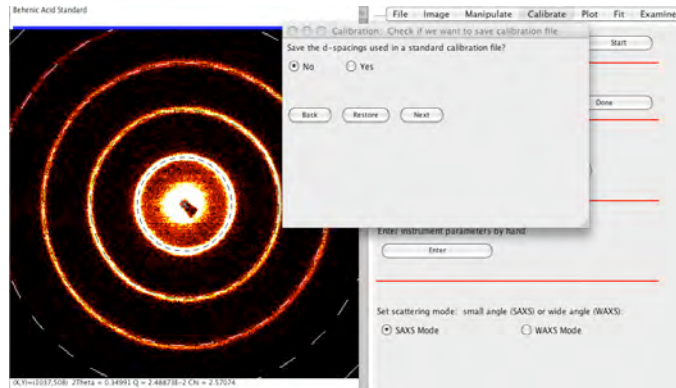 Behenic Acid Standard
File Image Manipulate Calibrate Plot Fit Examine
Calibration: Check if we want to save calibration file
Save the d-spacings used in a standard calibration file?
No Yes
Start
Done
Back Restore Next
Enter instrument parameters by hand
Enter
Set scattering mode: small angle (SAXS) or wide angle (WAXS):
SAXS Mode WAXS Mode
(X,Y)=(1037,508) 2Theta = 0.34991 Q = 2.48873E-2 Chi = 2.57074